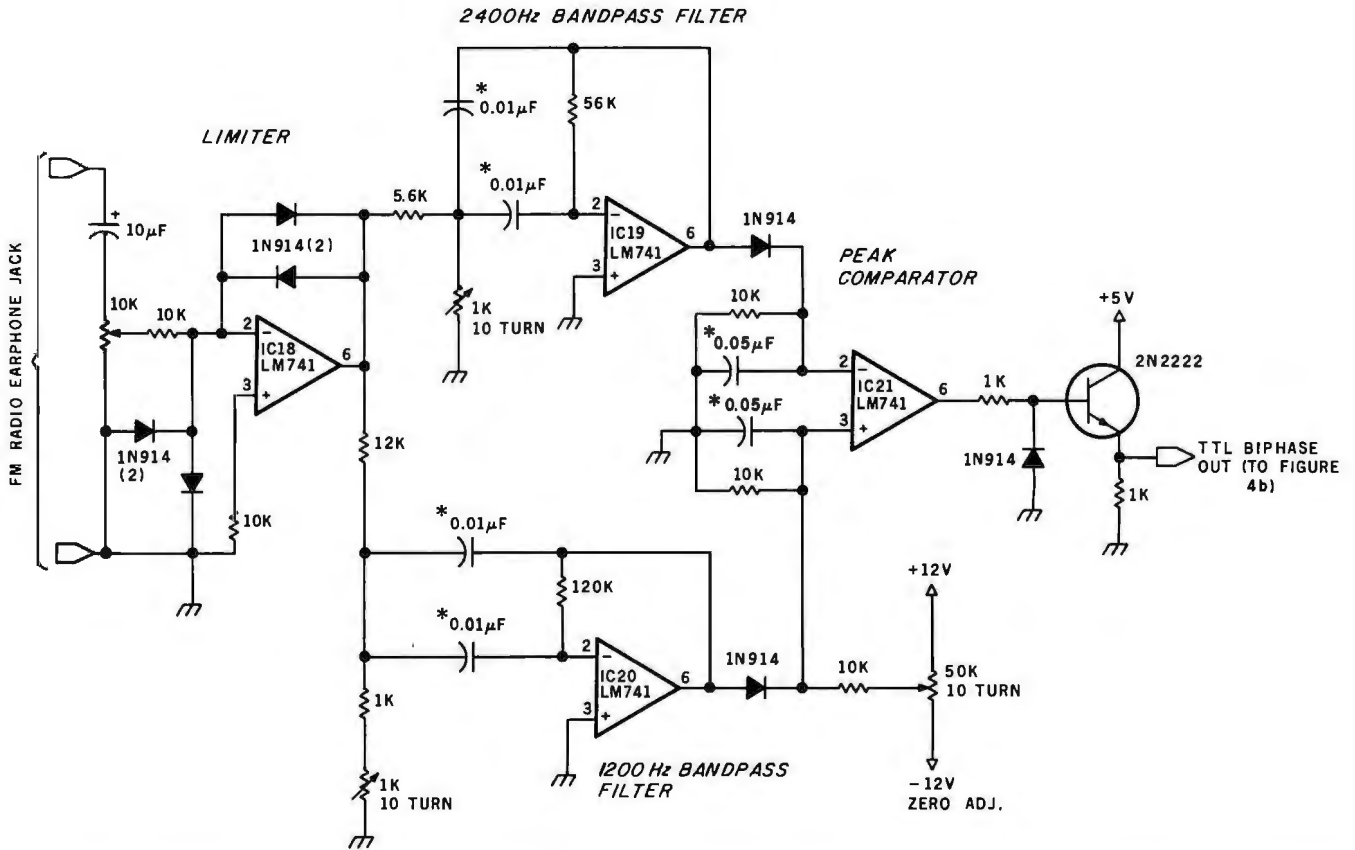 2400Hz BANDPASS FILTER
*
0.01µF
56K
LIMITER
*
0.01µF
5.6K
2
−
IC19
LM741
6
3
+
1N914
+
10µF
1N914(2)
1K
10 TURN
PEAK
COMPARATOR
FM RADIO EARPHONE JACK
10K
10K
2
−
IC18
LM741
6
3
+
10K
*
0.05µF
2
−
IC21
LM741
6
3
+
*
0.05µF
10K
1K
+5V
2N2222
1N914
TTL BIPHASE
OUT (TO FIGURE
4b)
1K
1N914
(2)
10K
12K
*
0.01µF
120K
*
0.01µF
2
−
IC20
LM741
6
3
+
1N914
10K
+12V
50K
10 TURN
−12V
ZERO ADJ.
1K
1K
10 TURN
1200Hz BANDPASS
FILTER